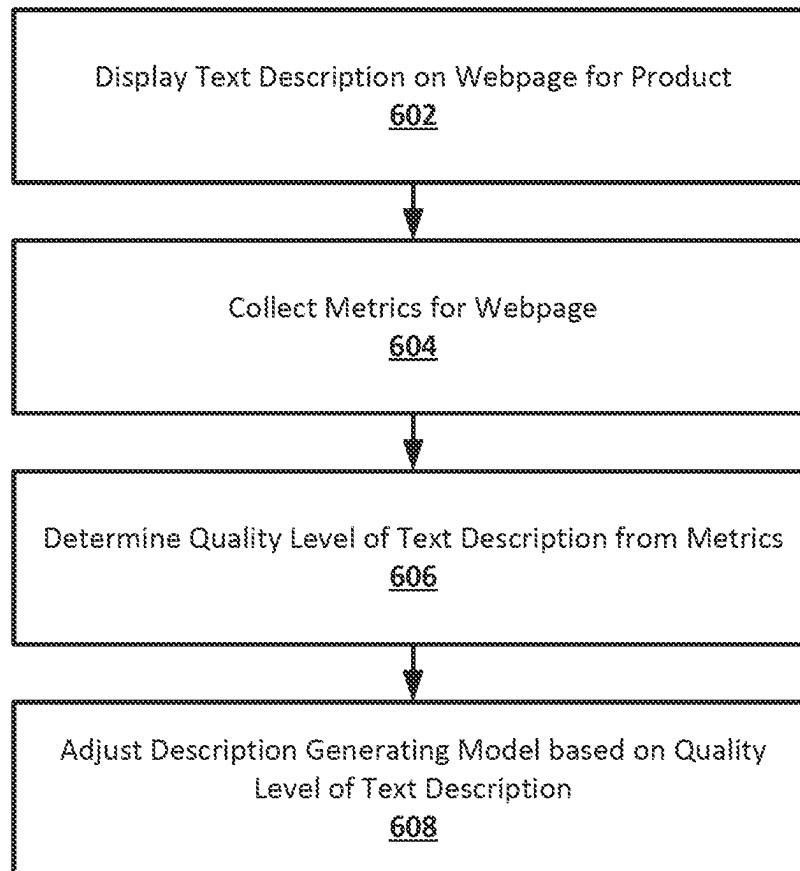 Display Text Description on Webpage for Product
602
Collect Metrics for Webpage
604
Determine Quality Level of Text Description from Metrics
606
Adjust Description Generating Model based on Quality
Level of Text Description
608